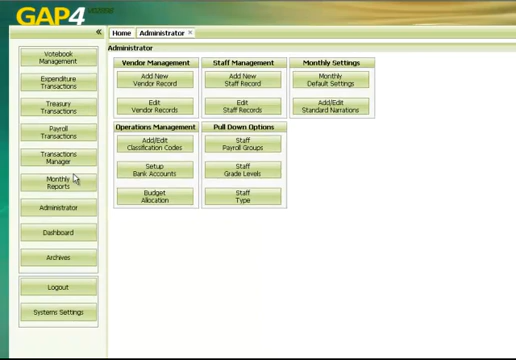 GAP4
Home
Administrator
Votebook
Management
Expenditure
Transactions
Treasury
Transactions
Payroll
Transactions
Transactions
Manager
Monthly
Reports
Administrator
Dashboard
Archives
Logout
Systems Settings
Administrator
Vendor Management
Add New
Vendor Record
Edit
Vendor Records
Staff Management
Add New
Staff Record
Edit
Staff Records
Monthly Settings
Monthly
Default Settings
Add/Edit
Standard Narrations
Operations Management
Add/Edit
Classification Codes
Setup
Bank Accounts
Budget
Allocation
Pull Down Options
Staff
Payroll Groups
Staff
Grade Levels
Staff
Type